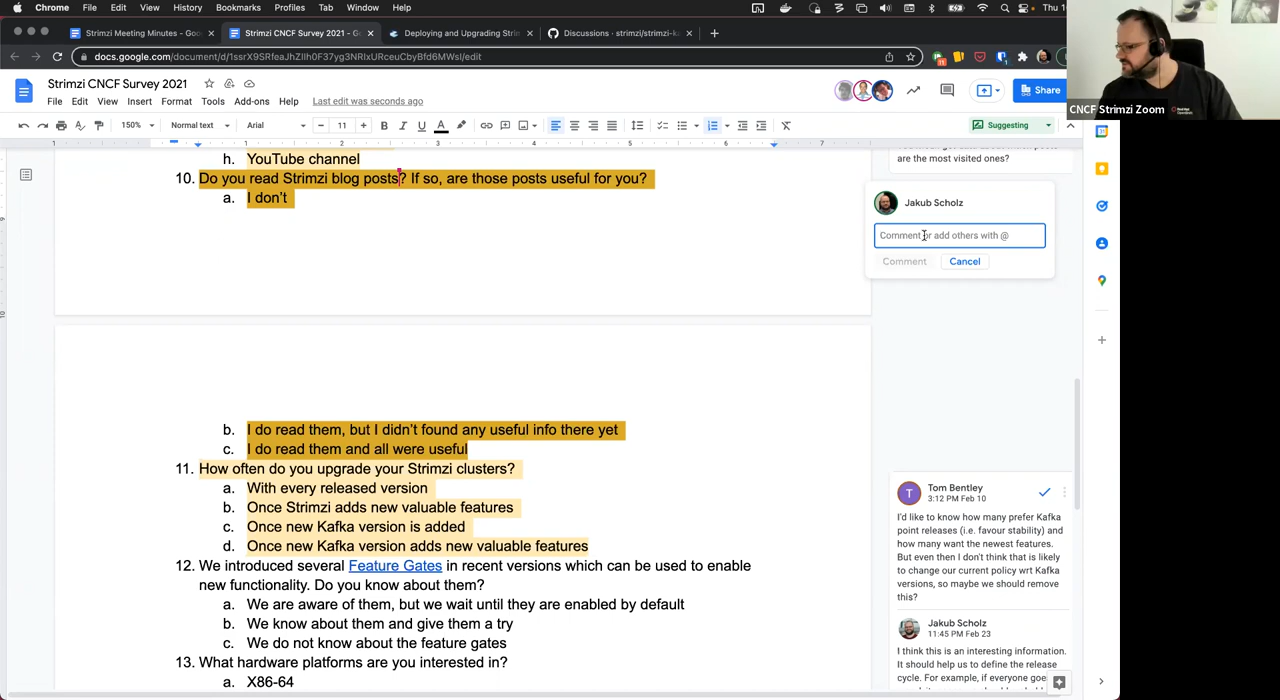 Chrome File Edit View History Bookmarks Profiles Tab Window Help Thu
Strimzi Meeting Minutes - Goo Strimzi CNCF Survey 2021 - G Deploying and Upgrading Strim Discussions · strimzi/strimzi-ka
docs.google.com
Strimzi CNCF Survey 2021
File Edit View Insert Format Tools Add-ons Help Last edit was seconds ago
Share
CNCF Strimzi Zoom
150% Normal text Arial 11 B I U A Suggesting
1 1 2 3 4 5 6 7
h. YouTube channel
are the most visited ones?
10. Do you read Strimzi blog posts? If so, are those posts useful for you?
a. I don't
Jakub Scholz
Comment or add others with @
Comment Cancel
b. I do read them, but I didn't found any useful info there yet
c. I do read them and all were useful
11. How often do you upgrade your Strimzi clusters?
a. With every released version
b. Once Strimzi adds new valuable features
c. Once new Kafka version is added
d. Once new Kafka version adds new valuable features
12. We introduced several Feature Gates in recent versions which can be used to enable
new functionality. Do you know about them?
a. We are aware of them, but we wait until they are enabled by default
b. We know about them and give them a try
c. We do not know about the feature gates
13. What hardware platforms are you interested in?
a. X86-64
T
Tom Bentley
3:12 PM Feb 10
I'd like to know how many prefer Kafka
point releases (i.e. favour stability) and
how many want the newest features.
But even then I don't think that is likely
to change our current policy wrt Kafka
versions, so maybe we should remove
this?
Jakub Scholz
11:45 PM Feb 23
I think this is an interesting information.
It should help us to define the release
cycle. For example, if everyone goes